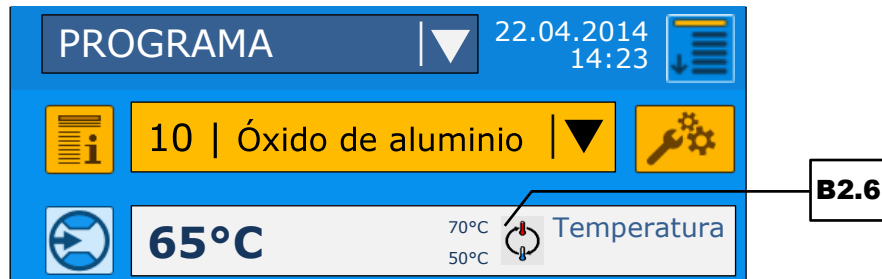 PROGRAMA
22.04.2014
14:23
10 | Óxido de aluminio
B2.6
65°C
70°C
50°C
Temperatura